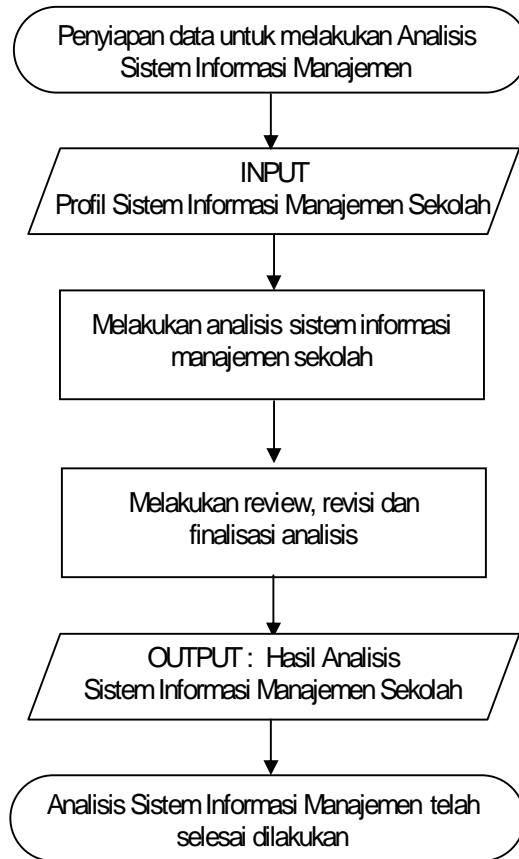 Penyiapan data untuk melakukan Analisis
Sistem Informasi Manajemen
INPUT
Profil Sistem Informasi Manajemen Sekolah
Melakukan analisis sistem informasi
manajemen sekolah
Melakukan review, revisi dan
finalisasi analisis
OUTPUT : Hasil Analisis
Sistem Informasi Manajemen Sekolah
Analisis Sistem Informasi Manajemen telah
selesai dilakukan